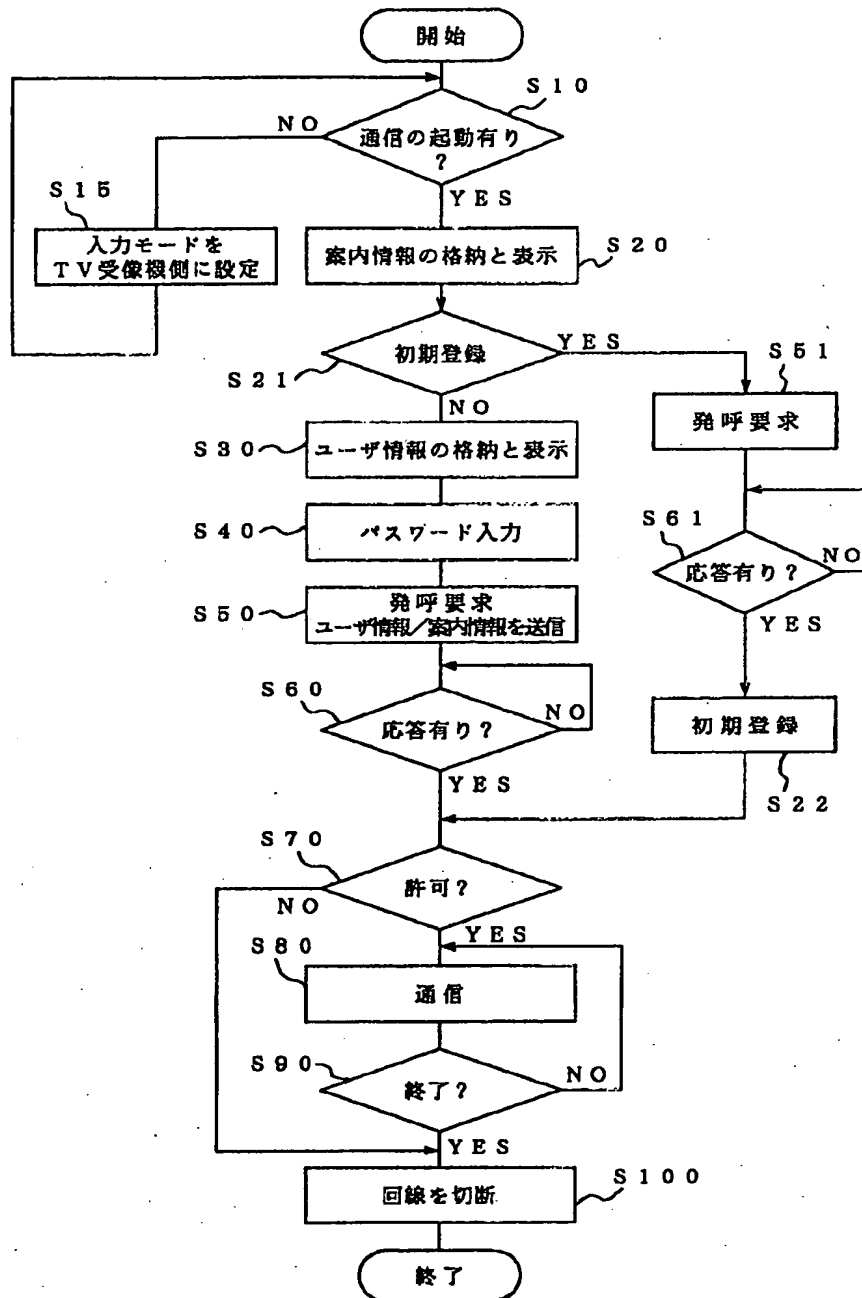 開始
S10
NO
通信の起動有り
?
YES
S15
入力モードを
TV受像機側に設定
案内情報の格納と表示
S20
初期登録
YES
S21
NO
S51
発呼要求
S30
ユーザ情報の格納と表示
S40
パスワード入力
S61
応答有り?
NO
YES
S50
発呼要求
ユーザ情報/案内情報を送信
S60
応答有り?
NO
YES
初期登録
S22
S70
許可?
NO
YES
S80
通信
S90
終了?
NO
YES
回線を切断
S100
終了